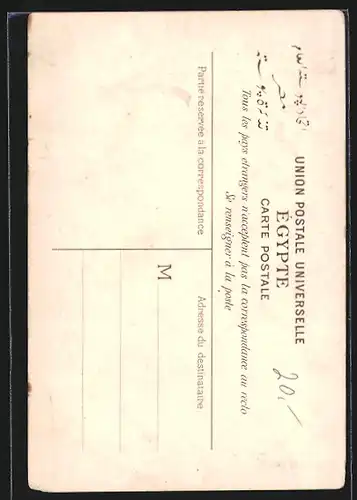 UNION POSTALE UNIVERSELLE
ÉGYPTE
CARTE POSTALE
Tous les pays étrangers n'acceptent pas la correspondance au recto
Se renseigner à la poste
Partie réservée à la correspondance
Adresse du destinataire
M
20,/